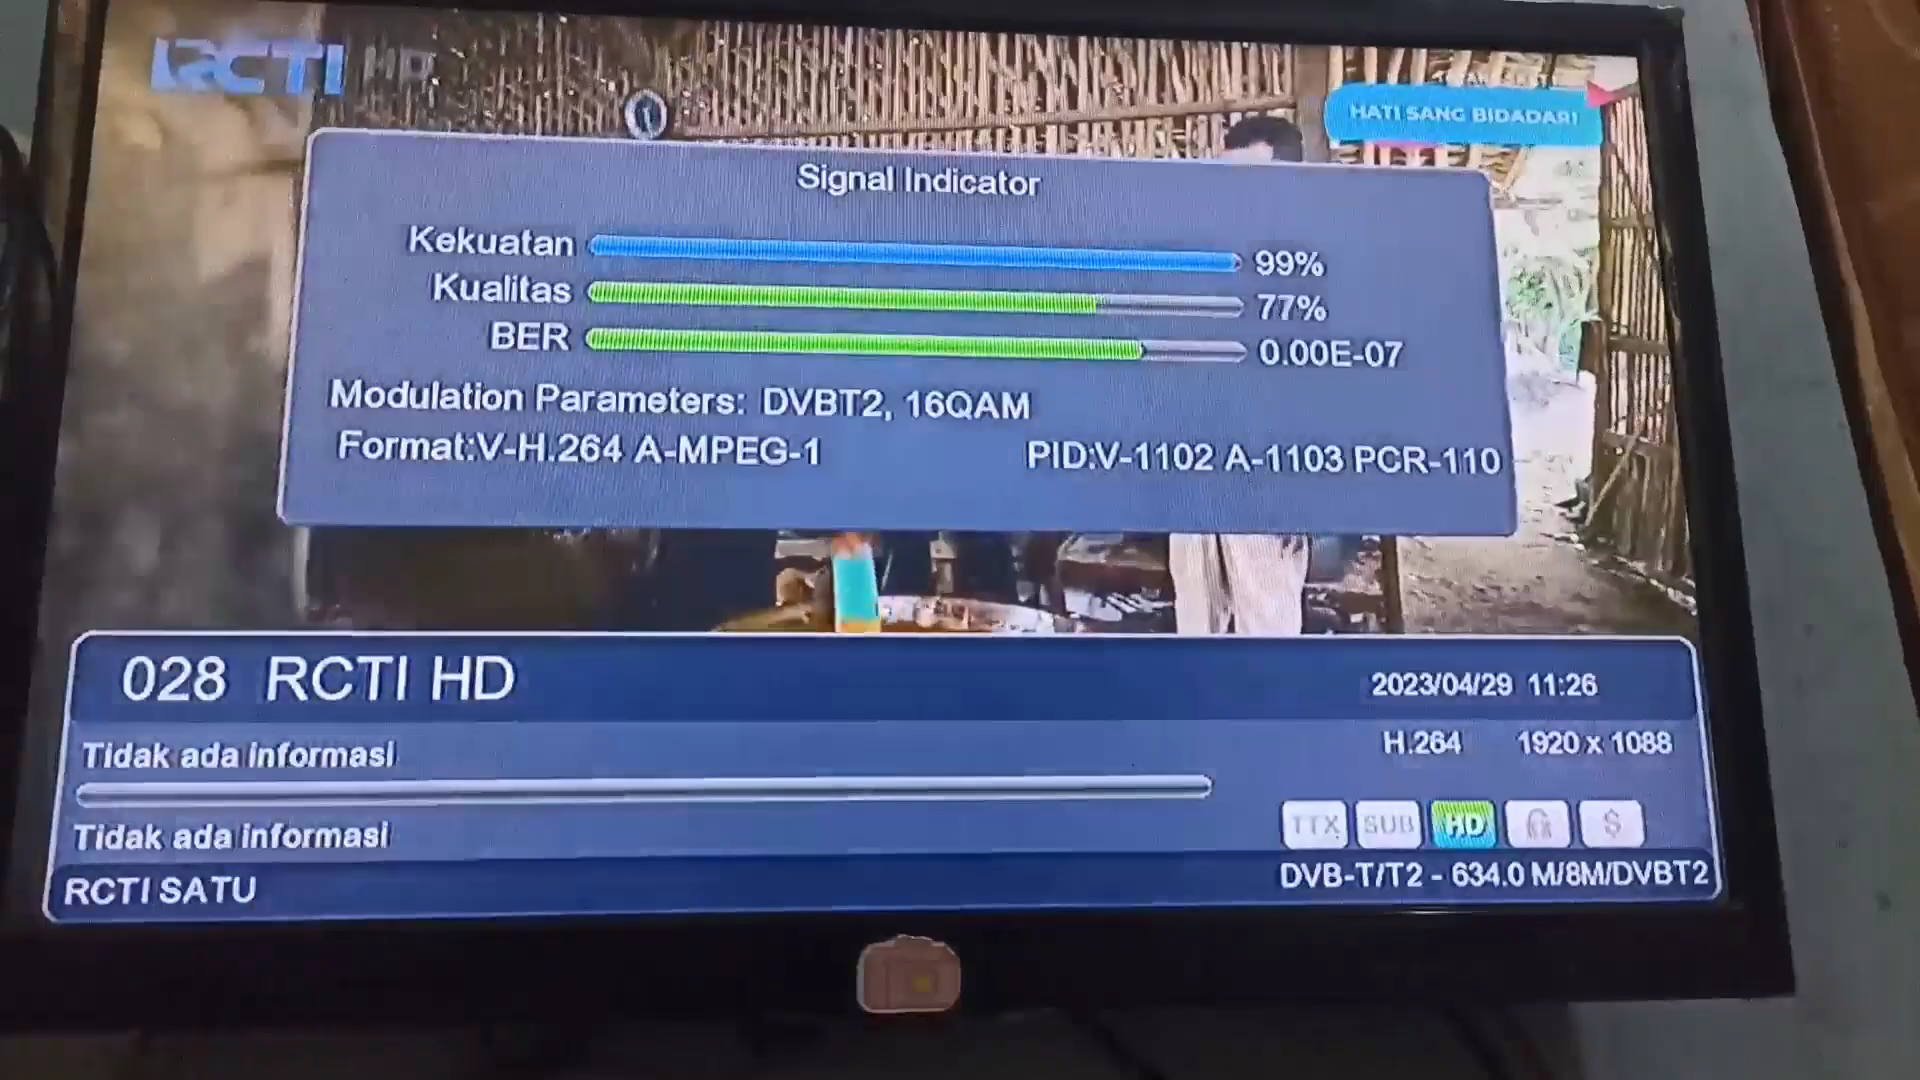 RCTI HD
HATI SANG BIDADARI
Signal Indicator
Kekuatan 99%
Kualitas 77%
BER 0.00E-07
Modulation Parameters: DVBT2, 16QAM
Format:V-H.264 A-MPEG-1 PID:V-1102 A-1103 PCR-110
028 RCTI HD 2023/04/29 11:26
Tidak ada informasi H.264 1920 x 1088
TTX SUB HD $
Tidak ada informasi
RCTI SATU DVB-T/T2 - 634.0 M/8M/DVBT2